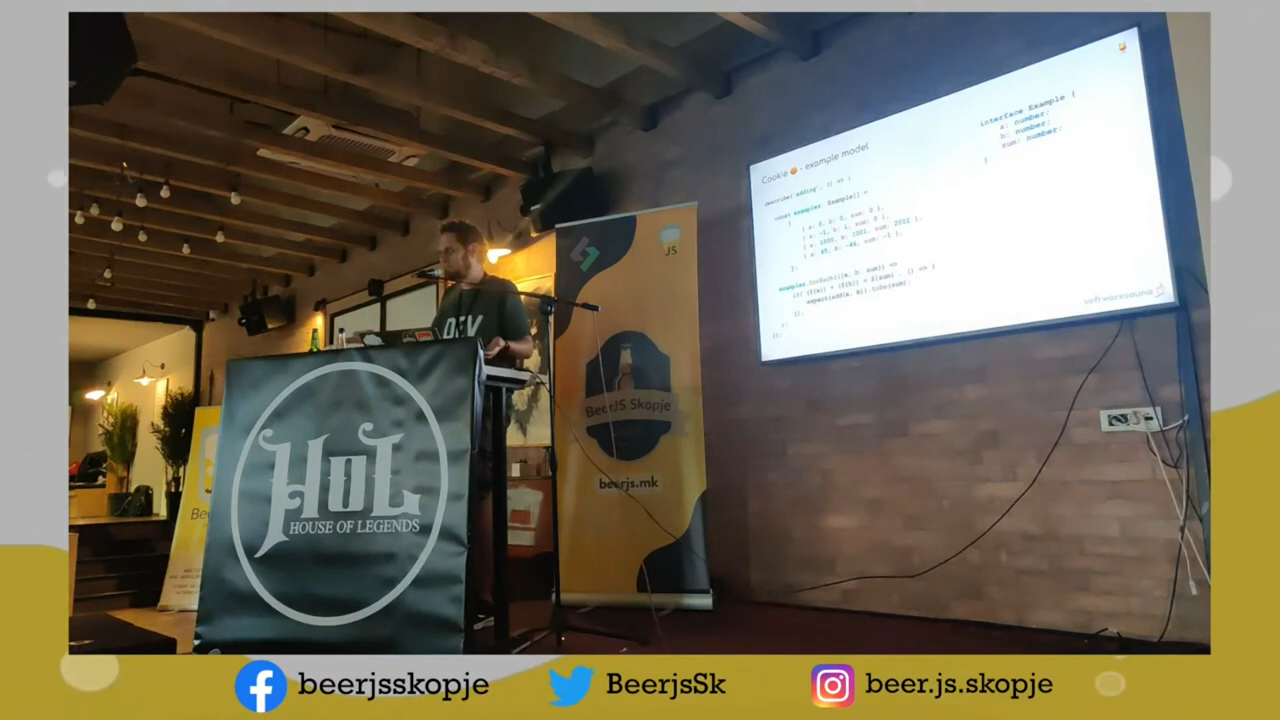 Cookie 🍪 - example model
describe('adding', () => {
const examples: Example[] =
[
{ a: 0, b: 0, sum: 0 },
{ a: -1, b: 1, sum: 0 },
{ a: 1000, b: 1001, sum: 2001 },
{ a: 45, b: -46, sum: -1 },
];
examples.forEach(({a, b, sum}) =>
it(`(${a}) + (${b}) = ${sum}`, () => {
expect(add(a, b)).toBe(sum);
}),
);
});
interface Example {
a: number;
b: number;
sum: number;
}
softwaresauna
JS
DEV
BeerJS Skopje
beerjs.mk
HOL
HOUSE OF LEGENDS
beerjsskopje
BeerjsSk
beer.js.skopje